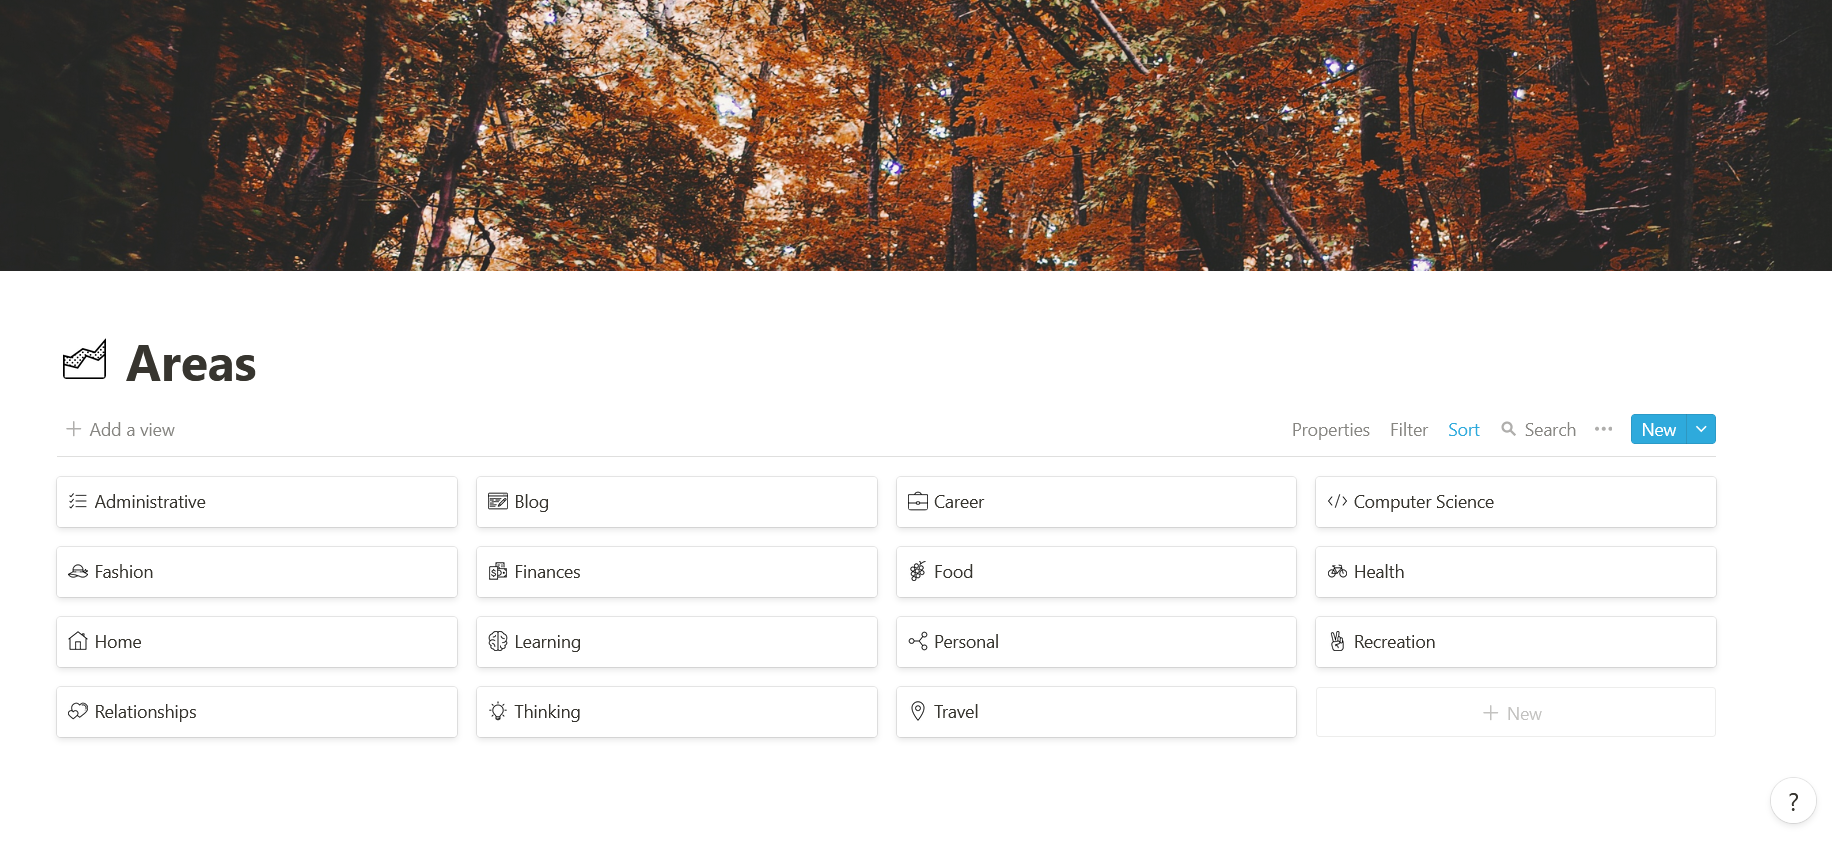 Areas
Add a view Properties Filter Sort Search ··· New
Administrative Blog Career Computer Science
Fashion Finances Food Health
Home Learning Personal Recreation
Relationships Thinking Travel + New
?